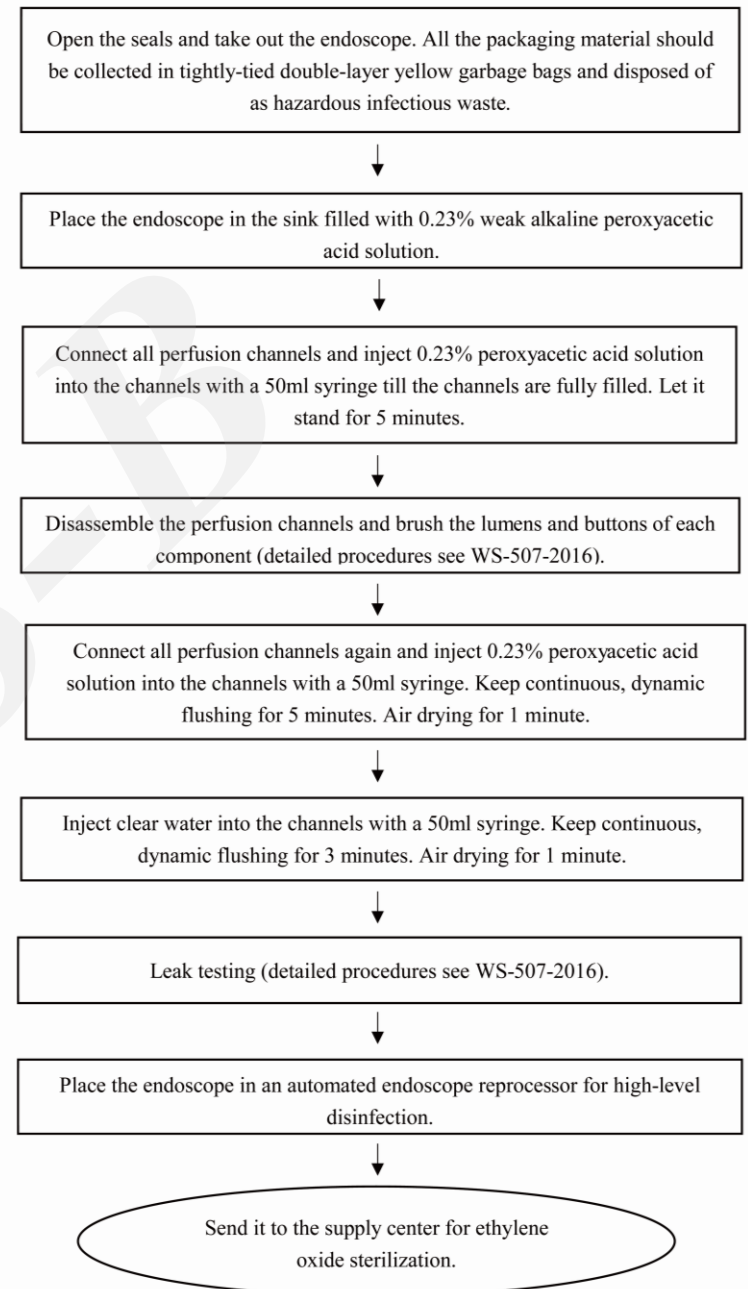 Open the seals and take out the endoscope. All the packaging material should
be collected in tightly-tied double-layer yellow garbage bags and disposed of
as hazardous infectious waste.
Place the endoscope in the sink filled with 0.23% weak alkaline peroxyacetic
acid solution.
Connect all perfusion channels and inject 0.23% peroxyacetic acid solution
into the channels with a 50ml syringe till the channels are fully filled. Let it
stand for 5 minutes.
Disassemble the perfusion channels and brush the lumens and buttons of each
component (detailed procedures see WS-507-2016).
Connect all perfusion channels again and inject 0.23% peroxyacetic acid
solution into the channels with a 50ml syringe. Keep continuous, dynamic
flushing for 5 minutes. Air drying for 1 minute.
Inject clear water into the channels with a 50ml syringe. Keep continuous,
dynamic flushing for 3 minutes. Air drying for 1 minute.
Leak testing (detailed procedures see WS-507-2016).
Place the endoscope in an automated endoscope reprocessor for high-level
disinfection.
Send it to the supply center for ethylene
oxide sterilization.